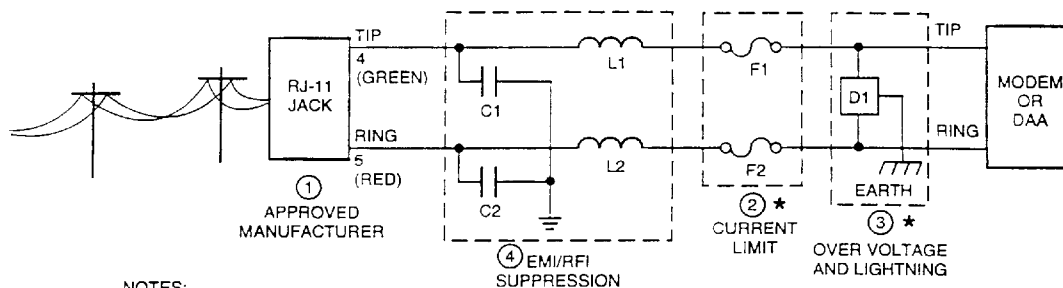 TIP
4
(GREEN)
RJ-11
JACK
RING
5
(RED)
1
APPROVED
MANUFACTURER
C1
C2
L1
L2
4 EMI/RFI
SUPPRESSION
F1
F2
2 *
CURRENT
LIMIT
D1
EARTH
3 *
OVER VOLTAGE
AND LIGHTNING
TIP
RING
MODEM
OR
DAA
NOTES: